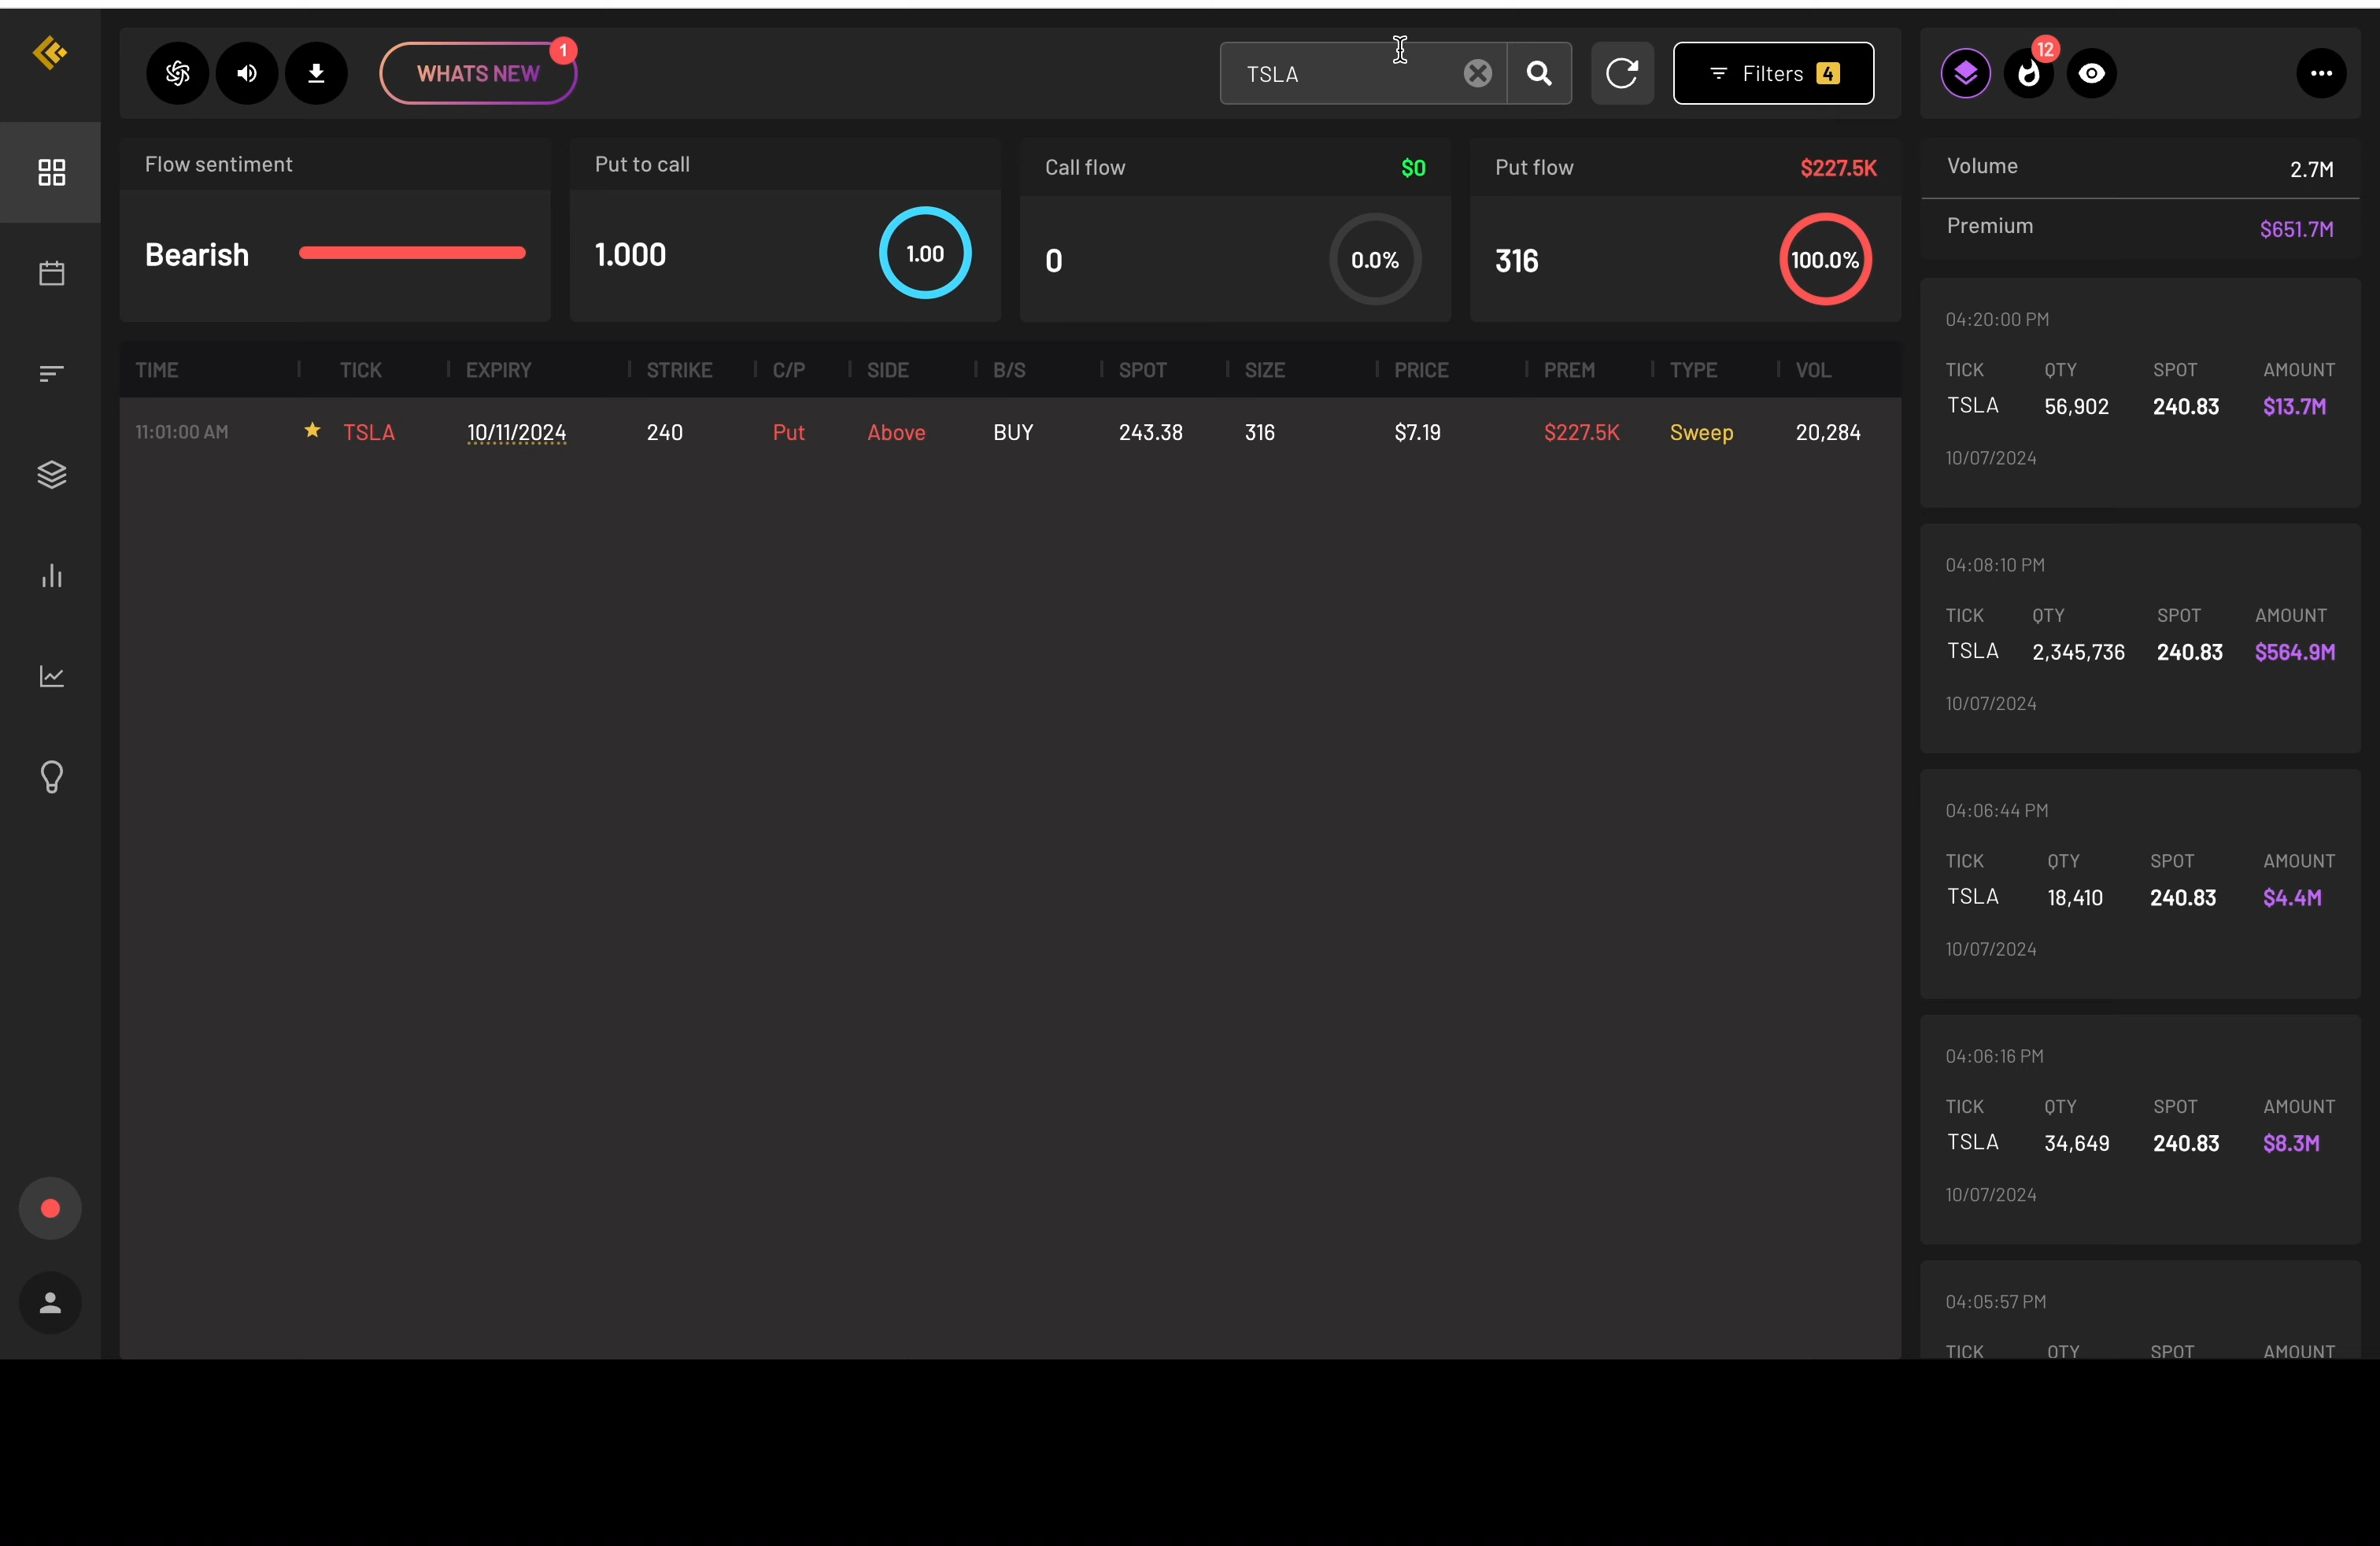 WHATS NEW 1
TSLA
Filters 4
12
Flow sentiment
Bearish
Put to call
1.000
1.00
Call flow $0
0
0.0%
Put flow $227.5K
316
100.0%
Volume 2.7M
Premium $651.7M
TIME TICK EXPIRY STRIKE C/P SIDE B/S SPOT SIZE PRICE PREM TYPE VOL
11:01:00 AM TSLA 10/11/2024 240 Put Above BUY 243.38 316 $7.19 $227.5K Sweep 20,284
04:20:00 PM
TICK QTY SPOT AMOUNT
TSLA 56,902 240.83 $13.7M
10/07/2024
04:08:10 PM
TICK QTY SPOT AMOUNT
TSLA 2,345,736 240.83 $564.9M
10/07/2024
04:06:44 PM
TICK QTY SPOT AMOUNT
TSLA 18,410 240.83 $4.4M
10/07/2024
04:06:16 PM
TICK QTY SPOT AMOUNT
TSLA 34,649 240.83 $8.3M
10/07/2024
04:05:57 PM
TICK QTY SPOT AMOUNT